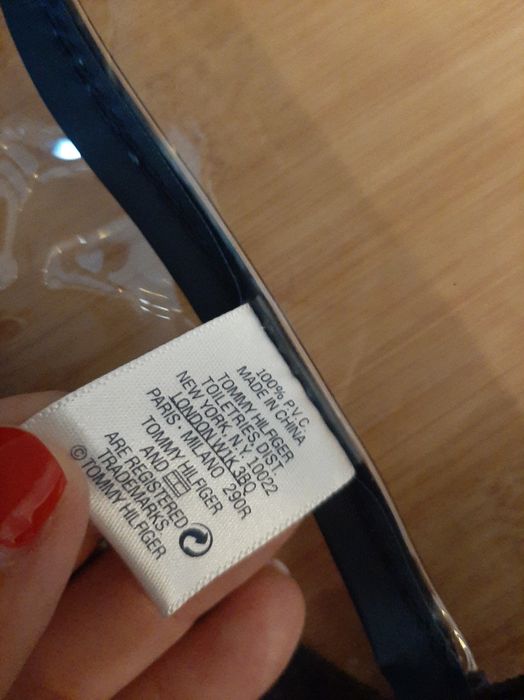 100% P.V.C.
MADE IN CHINA
TOMMY HILFIGER
TOILETRIES, DIST.
NEW YORK, N.Y. 10022
LONDON W1K 3BQ
PARIS · MILANO 290R
TOMMY HILFIGER
AND
ARE REGISTERED
TRADEMARKS
©TOMMY HILFIGER